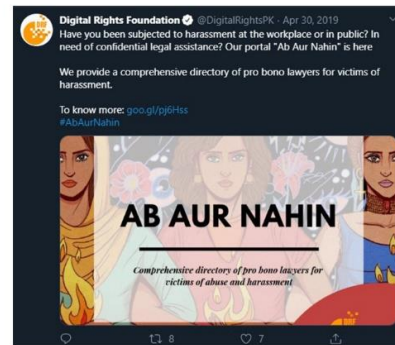 Digital Rights Foundation @DigitalRightsPK · Apr 30, 2019
Have you been subjected to harassment at the workplace or in public? In
need of confidential legal assistance? Our portal "Ab Aur Nahin" is here
We provide a comprehensive directory of pro bono lawyers for victims of
harassment.
To know more: goo.gl/pj6Hss
#AbAurNahin
AB AUR NAHIN
Comprehensive directory of pro bono lawyers for
victims of abuse and harassment
8
7